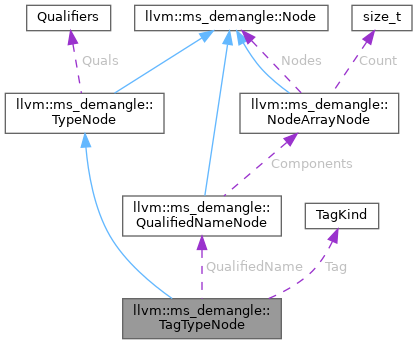 Qualifiers
llvm::ms_demangle::Node
size_t
Quals
Nodes
Count
llvm::ms_demangle::
TypeNode
llvm::ms_demangle::
NodeArrayNode
Components
llvm::ms_demangle::
QualifiedNameNode
TagKind
QualifiedName
Tag
llvm::ms_demangle::
TagTypeNode